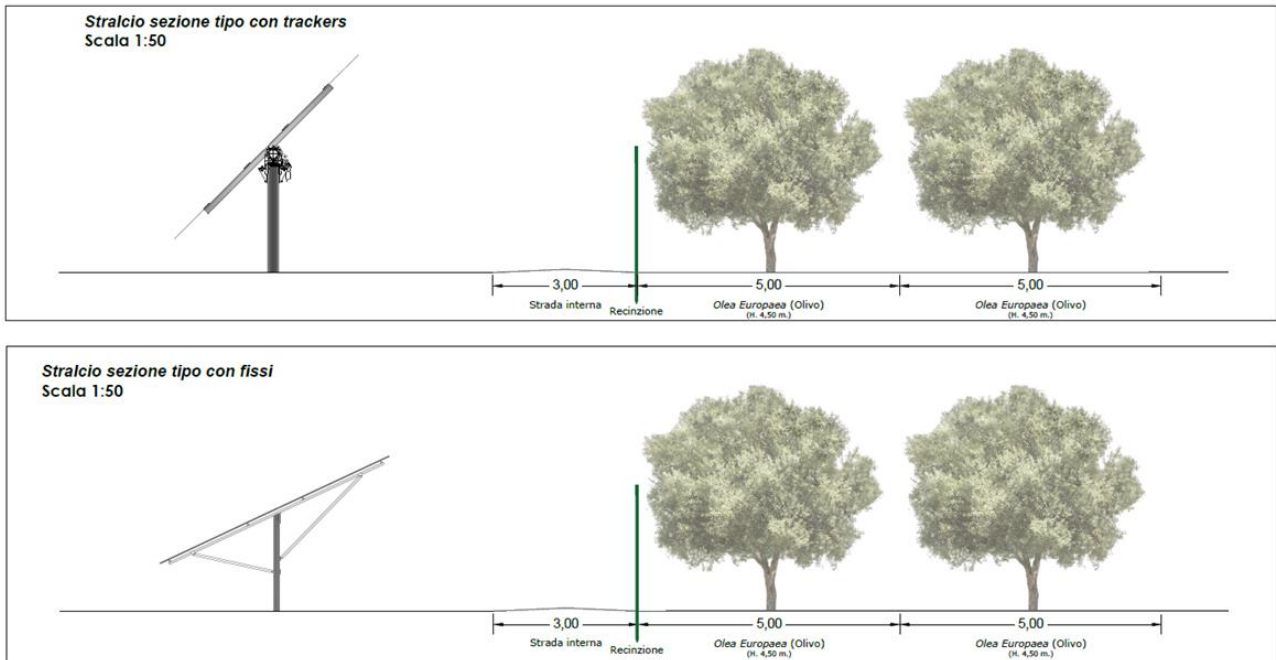 Stralcio sezione tipo con trackers
Scala 1:50
3,00
5,00
5,00
Strada interna
Recinzione
Olea Europaea (Olivo)
(H. 4,50 m.)
Olea Europaea (Olivo)
(H. 4,50 m.)
Stralcio sezione tipo con fissi
Scala 1:50
3,00
5,00
5,00
Strada interna
Recinzione
Olea Europaea (Olivo)
(H. 4,50 m.)
Olea Europaea (Olivo)
(H. 4,50 m.)